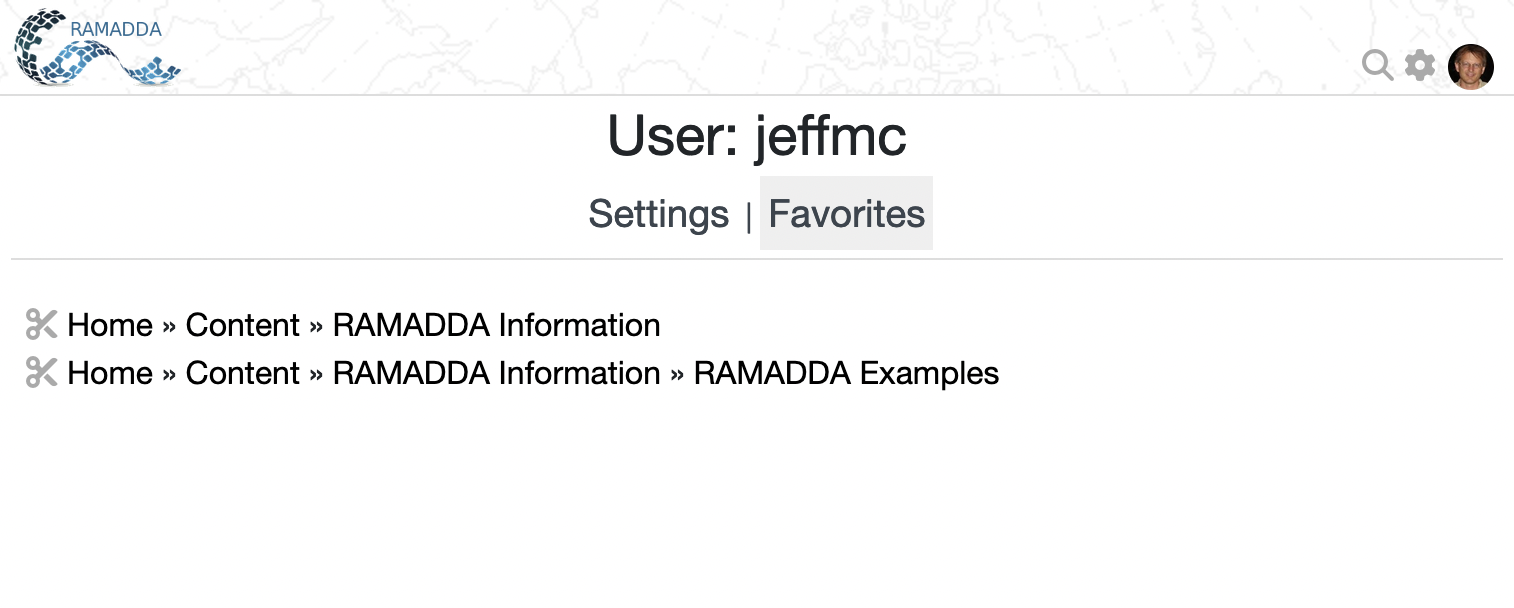 RAMADDA
User: jeffmc
Settings | Favorites
Home » Content » RAMADDA Information
Home » Content » RAMADDA Information » RAMADDA Examples